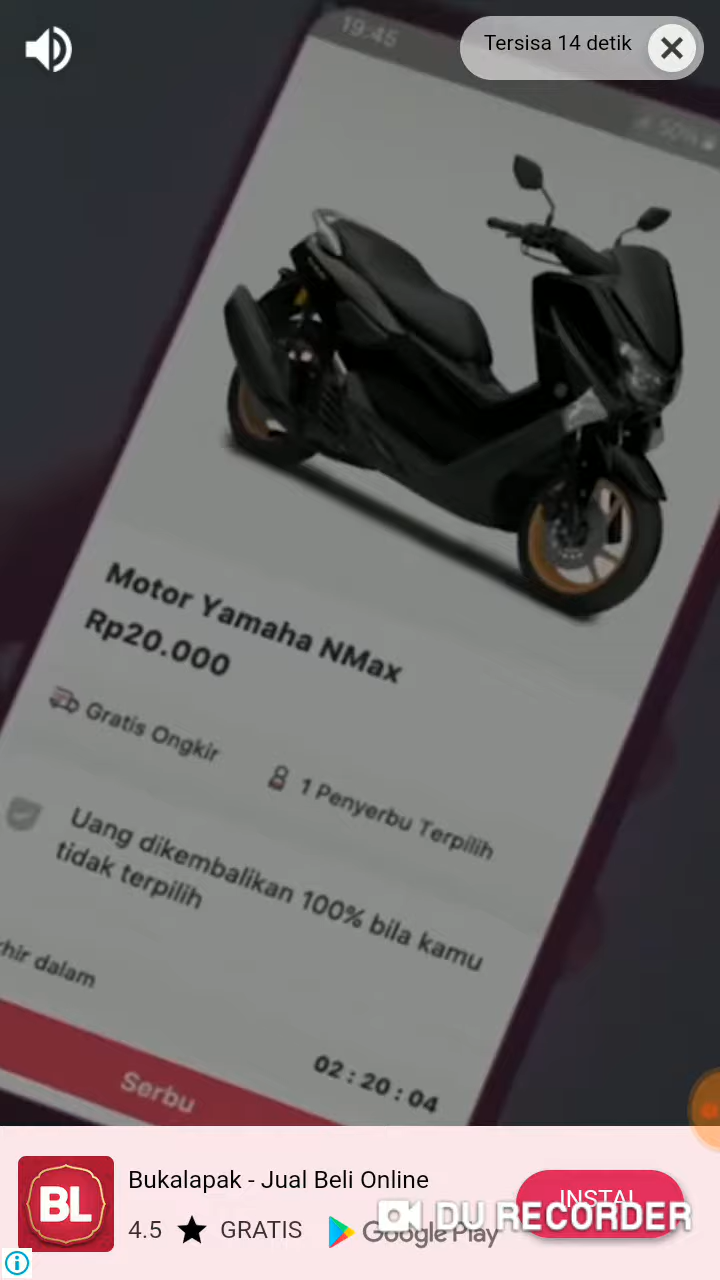 19.45
Tersisa 14 detik
50%
Motor Yamaha NMax
Rp20.000
Gratis Ongkir
1 Penyerbu Terpilih
Uang dikembalikan 100% bila kamu
tidak terpilih
hir dalam
02 : 20 : 04
Serbu
BL
Bukalapak - Jual Beli Online
INSTAL
4.5 ★ GRATIS
Google Play
DU RECORDER